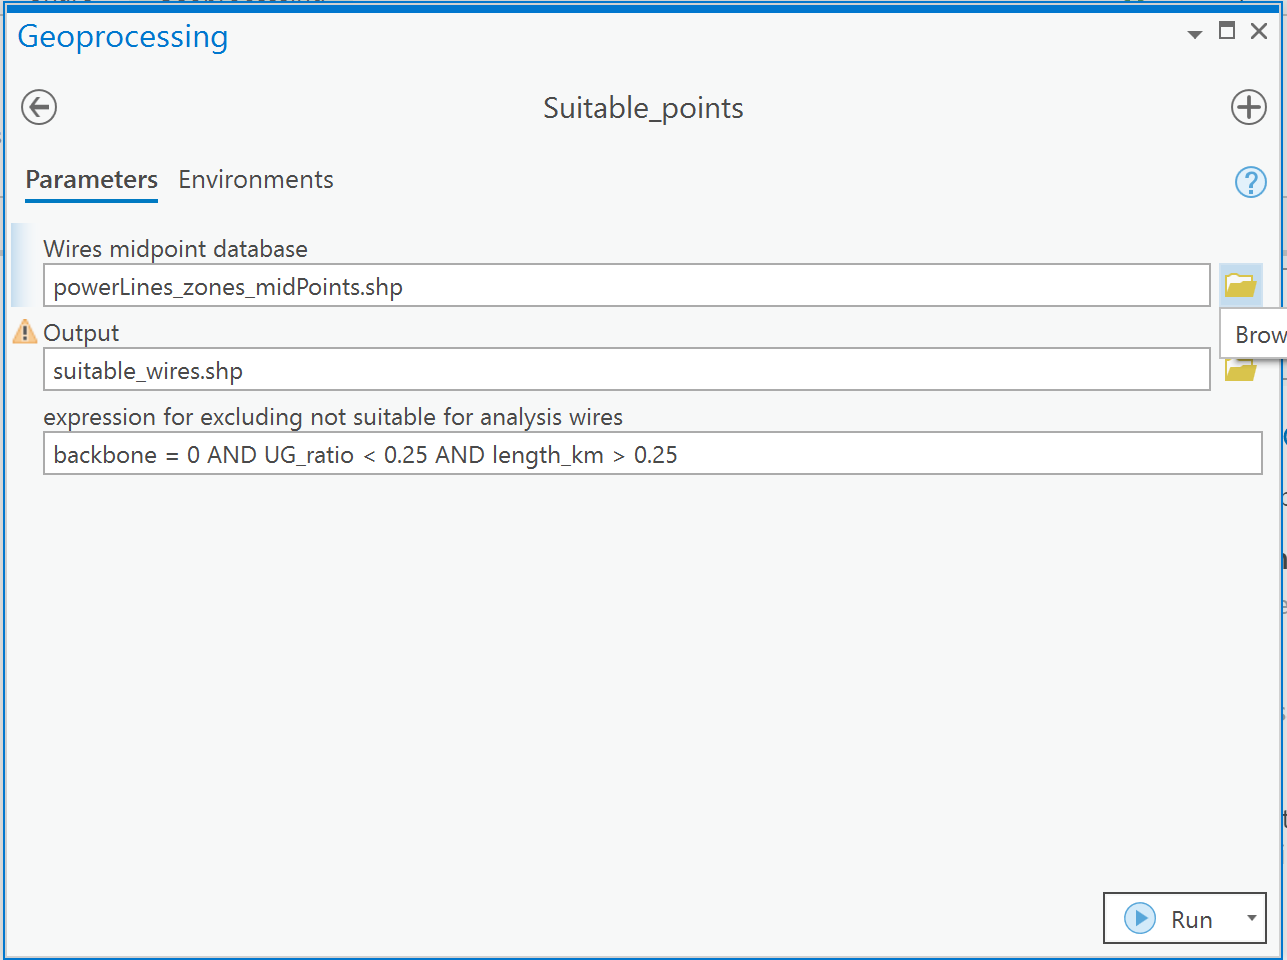 Geoprocessing
Suitable_points
Parameters Environments
Wires midpoint database
powerLines_zones_midPoints.shp
Brow
Output
suitable_wires.shp
expression for excluding not suitable for analysis wires
backbone = 0 AND UG_ratio < 0.25 AND length_km > 0.25
Run